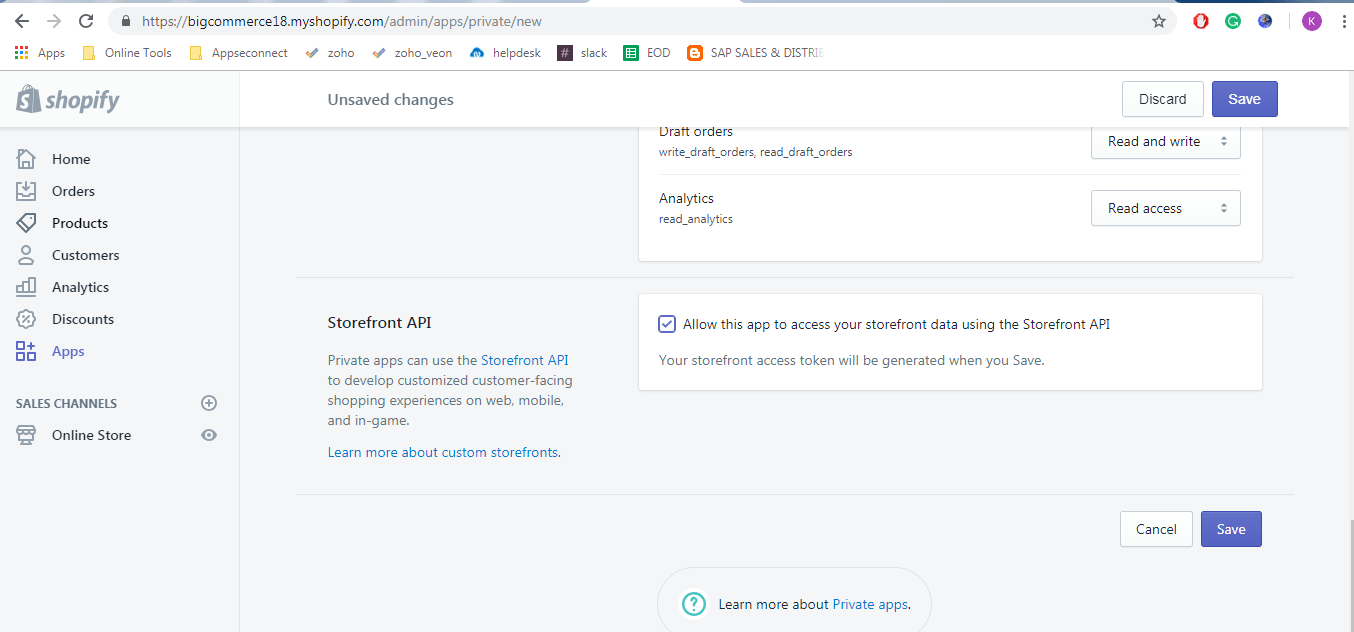 https://bigcommerce18.myshopify.com/admin/apps/private/new
K
Apps
Online Tools
Appseconnect
zoho
zoho_veon
helpdesk
# slack
EOD
SAP SALES & DISTRIB
shopify
Unsaved changes
Discard
Save
Home
Orders
Products
Customers
Analytics
Discounts
Apps
SALES CHANNELS
Online Store
Draft orders
write_draft_orders, read_draft_orders
Read and write
Analytics
read_analytics
Read access
Storefront API
Private apps can use the Storefront API
to develop customized customer-facing
shopping experiences on web, mobile,
and in-game.
Learn more about custom storefronts.
Allow this app to access your storefront data using the Storefront API
Your storefront access token will be generated when you Save.
Cancel
Save
? Learn more about Private apps.